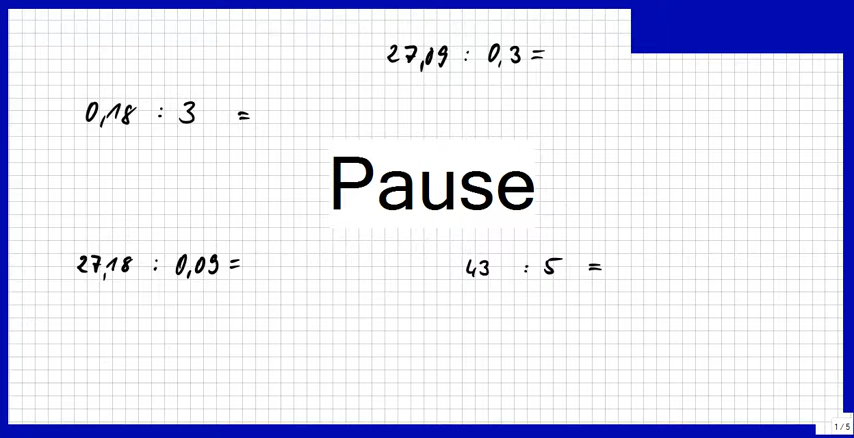 27,09 : 0,3 =
0,18 : 3 =
Pause
27,18 : 0,09 =
43 : 5 =
1 / 5